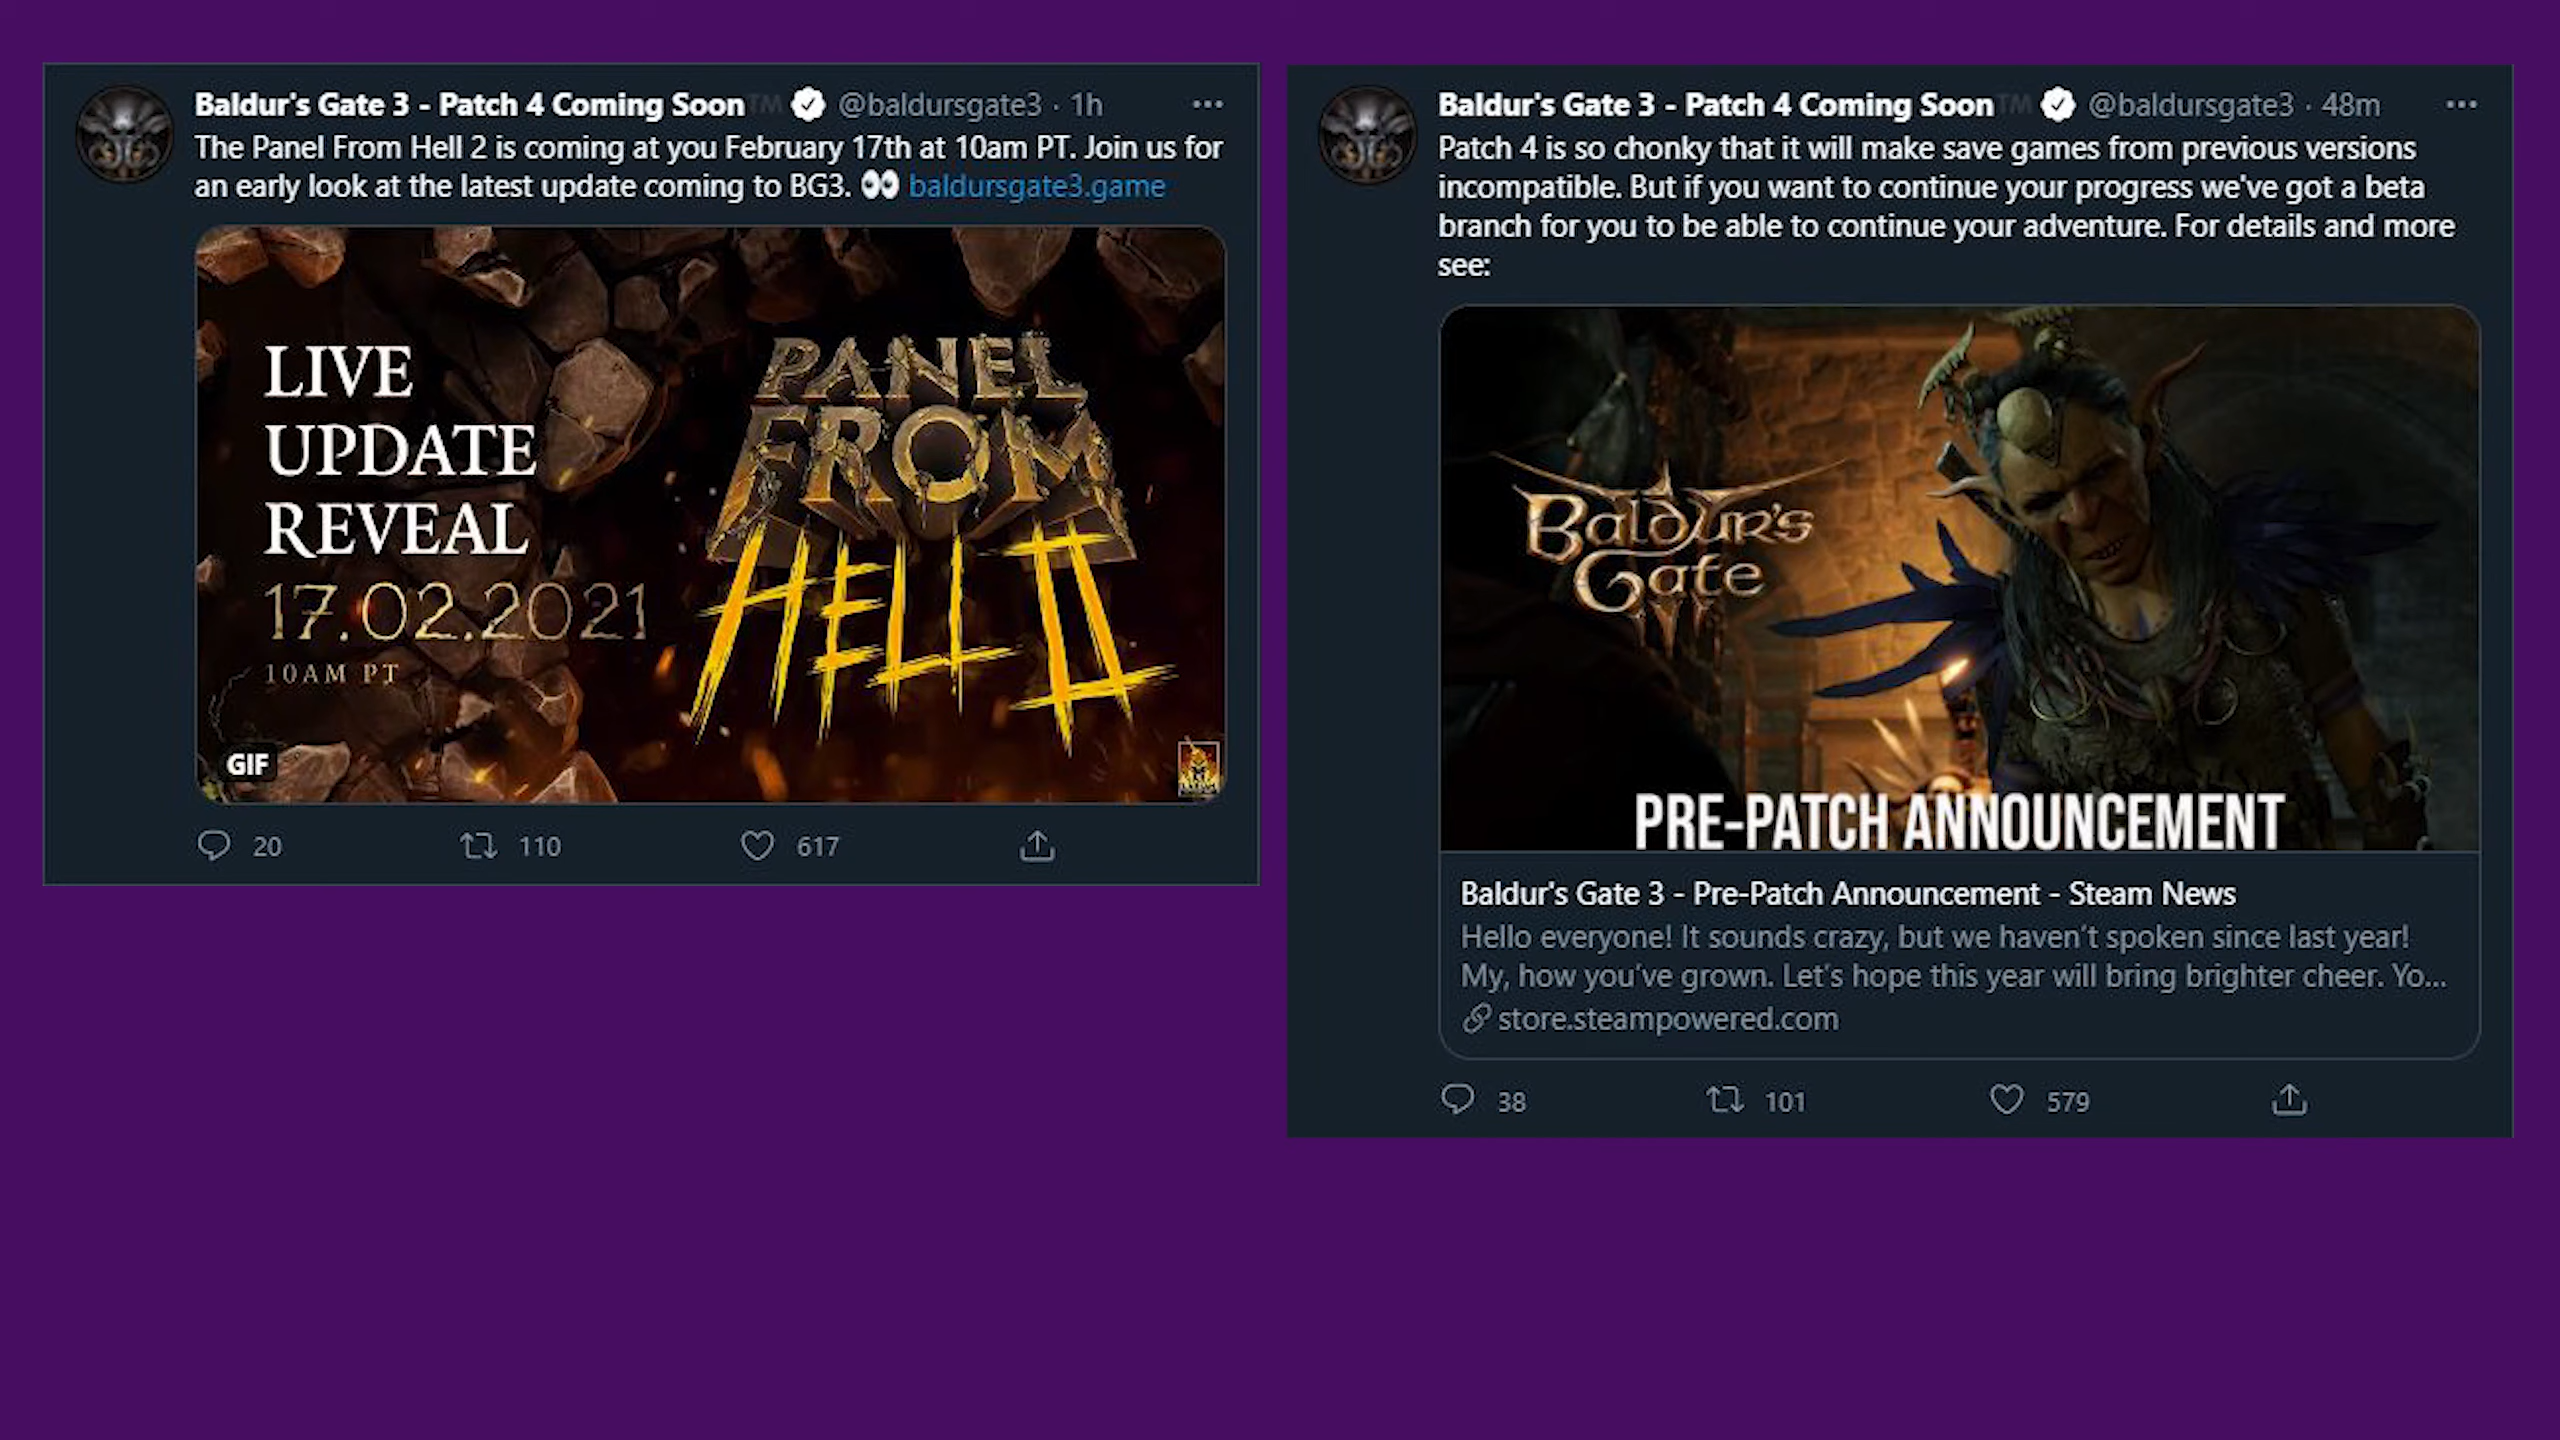 Baldur's Gate 3 - Patch 4 Coming Soon™ @baldursgate3 · 1h
The Panel From Hell 2 is coming at you February 17th at 10am PT. Join us for
an early look at the latest update coming to BG3. 👀 baldursgate3.game
LIVE
UPDATE
REVEAL
17.02.2021
10AM PT
PANEL
FROM
HELL II
GIF
20 110 617
Baldur's Gate 3 - Patch 4 Coming Soon™ @baldursgate3 · 48m
Patch 4 is so chonky that it will make save games from previous versions
incompatible. But if you want to continue your progress we've got a beta
branch for you to be able to continue your adventure. For details and more
see:
Baldur's
Gate
III
PRE-PATCH ANNOUNCEMENT
Baldur's Gate 3 - Pre-Patch Announcement - Steam News
Hello everyone! It sounds crazy, but we haven't spoken since last year!
My, how you've grown. Let's hope this year will bring brighter cheer. Yo...
store.steampowered.com
38 101 579